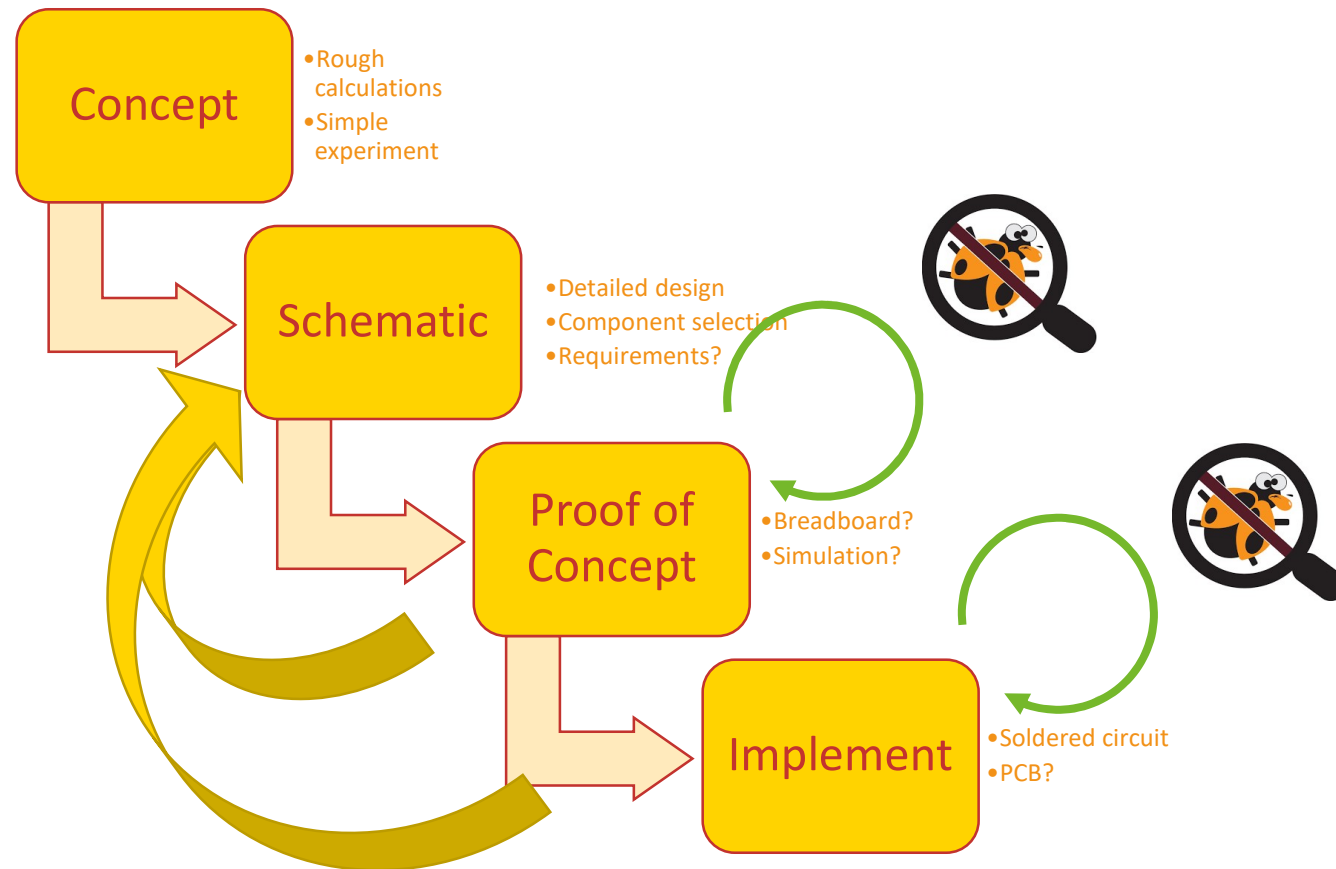 Concept
•Rough
calculations
•Simple
experiment
Schematic
•Detailed design
•Component selection
•Requirements?
Proof of
Concept
•Breadboard?
•Simulation?
Implement
•Soldered circuit
•PCB?